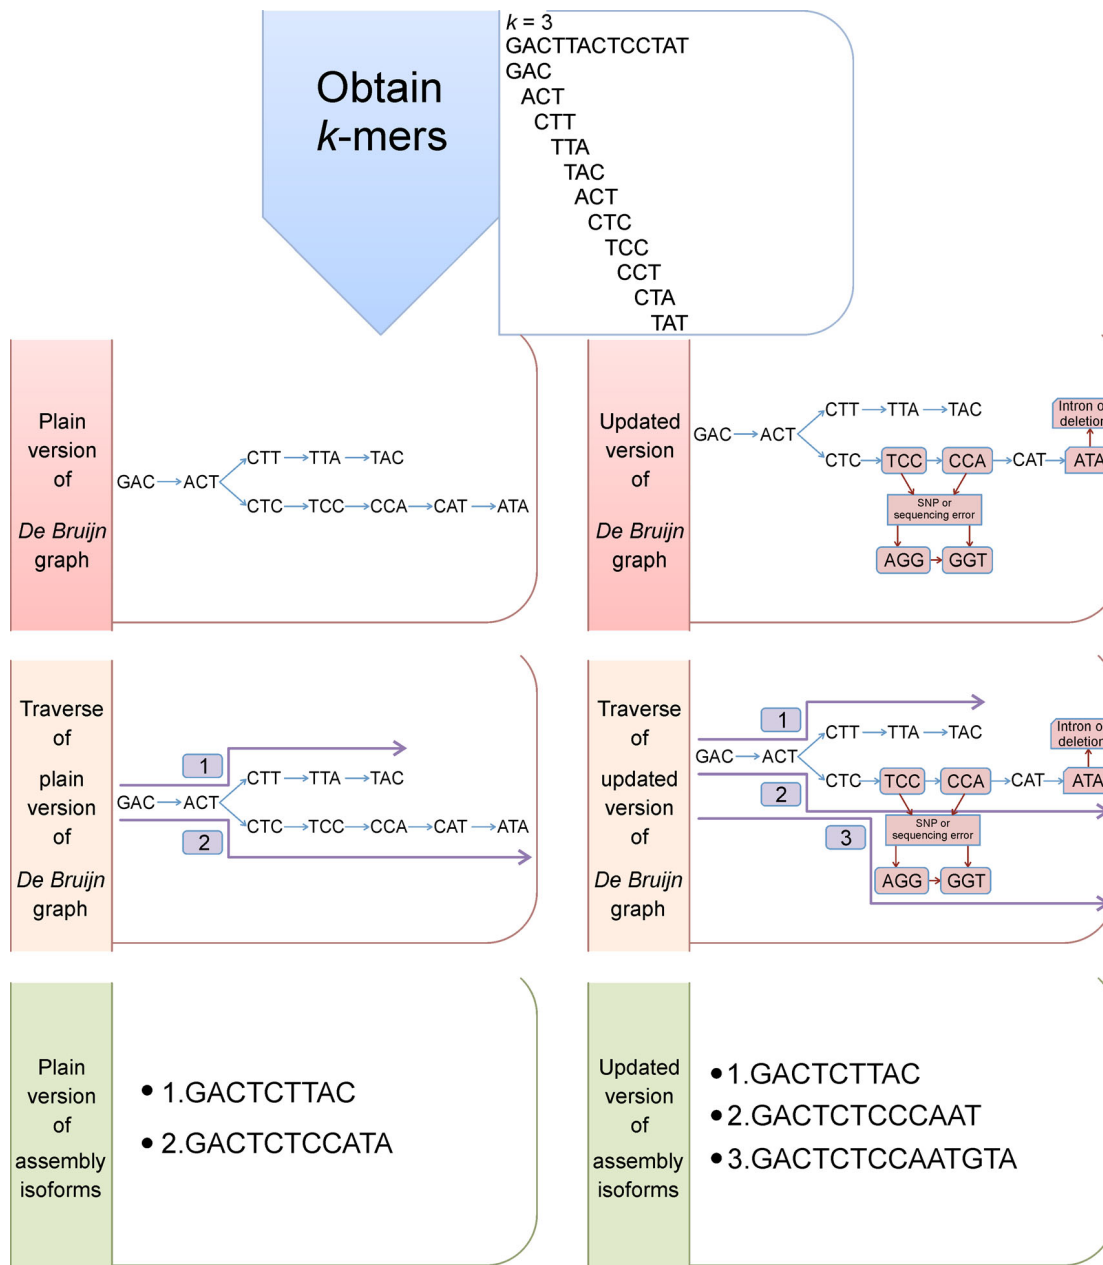 Obtain
k-mers
k = 3
GACTTACTCCTAT
GAC
ACT
CTT
TTA
TAC
ACT
CTC
TCC
CCT
CTA
TAT
Plain
version
of
De Bruijn
graph
CTT TTA TAC
GAC ACT
CTC TCC CCA CAT ATA
Updated
version
of
De Bruijn
graph
Intron o
deletion
CTT TTA TAC
GAC ACT
CTC TCC CCA CAT ATA
SNP or
sequencing error
AGG GGT
Traverse
of
plain
version
of
De Bruijn
graph
1
CTT TTA TAC
GAC ACT
CTC TCC CCA CAT ATA
2
Traverse
of
updated
version of
De Bruijn
graph
1
Intron o
deletion
CTT TTA TAC
GAC ACT
CTC TCC CCA CAT ATA
2
SNP or
sequencing error
3
AGG GGT
Plain
version
of
assembly
isoforms
• 1.GACTCTTAC
• 2.GACTCTCCATA
Updated
version
of
assembly
isoforms
• 1.GACTCTTAC
• 2.GACTCTCCCAAT
• 3.GACTCTCCAATGTA